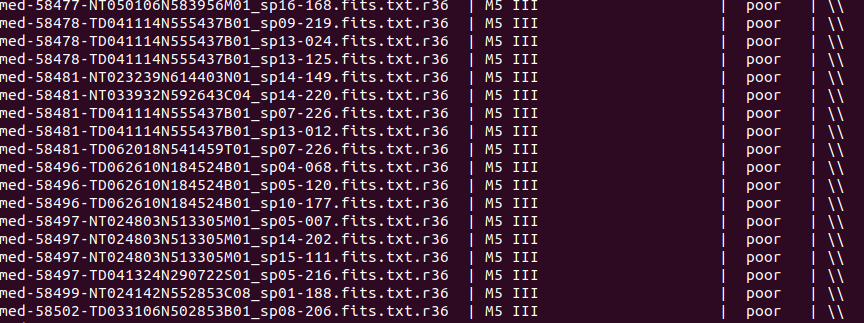 med-58477-NT050106N583956M01_sp16-168.fits.txt.r36 | M5 III | poor | \\
med-58478-TD041114N555437B01_sp09-219.fits.txt.r36 | M5 III | poor | \\
med-58478-TD041114N555437B01_sp13-024.fits.txt.r36 | M5 III | poor | \\
med-58478-TD041114N555437B01_sp13-125.fits.txt.r36 | M5 III | poor | \\
med-58481-NT023239N614403N01_sp14-149.fits.txt.r36 | M5 III | poor | \\
med-58481-NT033932N592643C04_sp14-220.fits.txt.r36 | M5 III | poor | \\
med-58481-TD041114N555437B01_sp07-226.fits.txt.r36 | M5 III | poor | \\
med-58481-TD041114N555437B01_sp13-012.fits.txt.r36 | M5 III | poor | \\
med-58481-TD062018N541459T01_sp07-226.fits.txt.r36 | M5 III | poor | \\
med-58496-TD062610N184524B01_sp04-068.fits.txt.r36 | M5 III | poor | \\
med-58496-TD062610N184524B01_sp05-120.fits.txt.r36 | M5 III | poor | \\
med-58496-TD062610N184524B01_sp10-177.fits.txt.r36 | M5 III | poor | \\
med-58497-NT024803N513305M01_sp05-007.fits.txt.r36 | M5 III | poor | \\
med-58497-NT024803N513305M01_sp14-202.fits.txt.r36 | M5 III | poor | \\
med-58497-NT024803N513305M01_sp15-111.fits.txt.r36 | M5 III | poor | \\
med-58497-TD041324N290722S01_sp05-216.fits.txt.r36 | M5 III | poor | \\
med-58499-NT024142N552853C08_sp01-188.fits.txt.r36 | M5 III | poor | \\
med-58502-TD033106N502853B01_sp08-206.fits.txt.r36 | M5 III | poor | \\